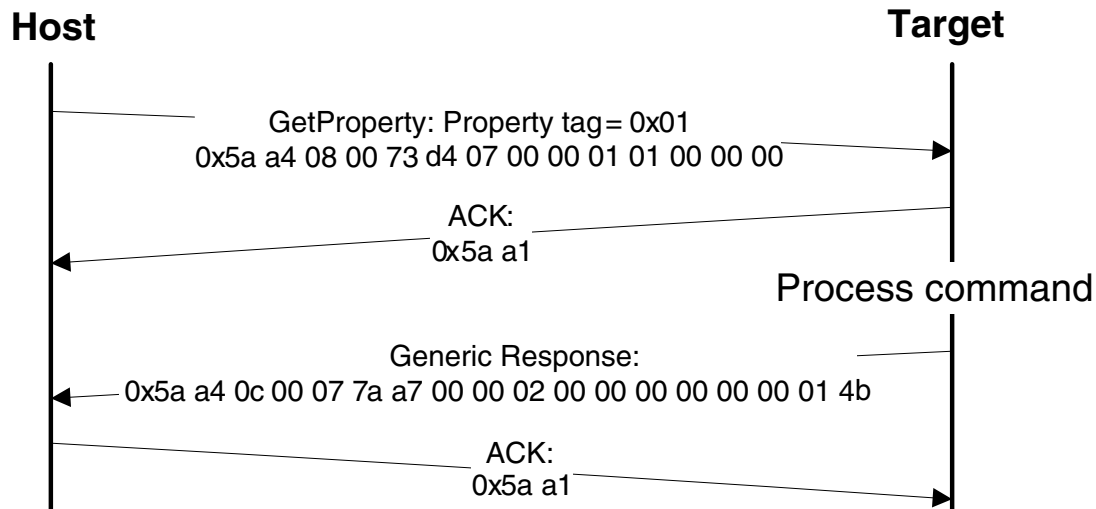 Host
Target
GetProperty: Property tag = 0x01
0x5a a4 08 00 73 d4 07 00 00 01 01 00 00 00
ACK:
0x5a a1
Process command
Generic Response:
0x5a a4 0c 00 07 7a a7 00 00 02 00 00 00 00 00 00 01 4b
ACK:
0x5a a1